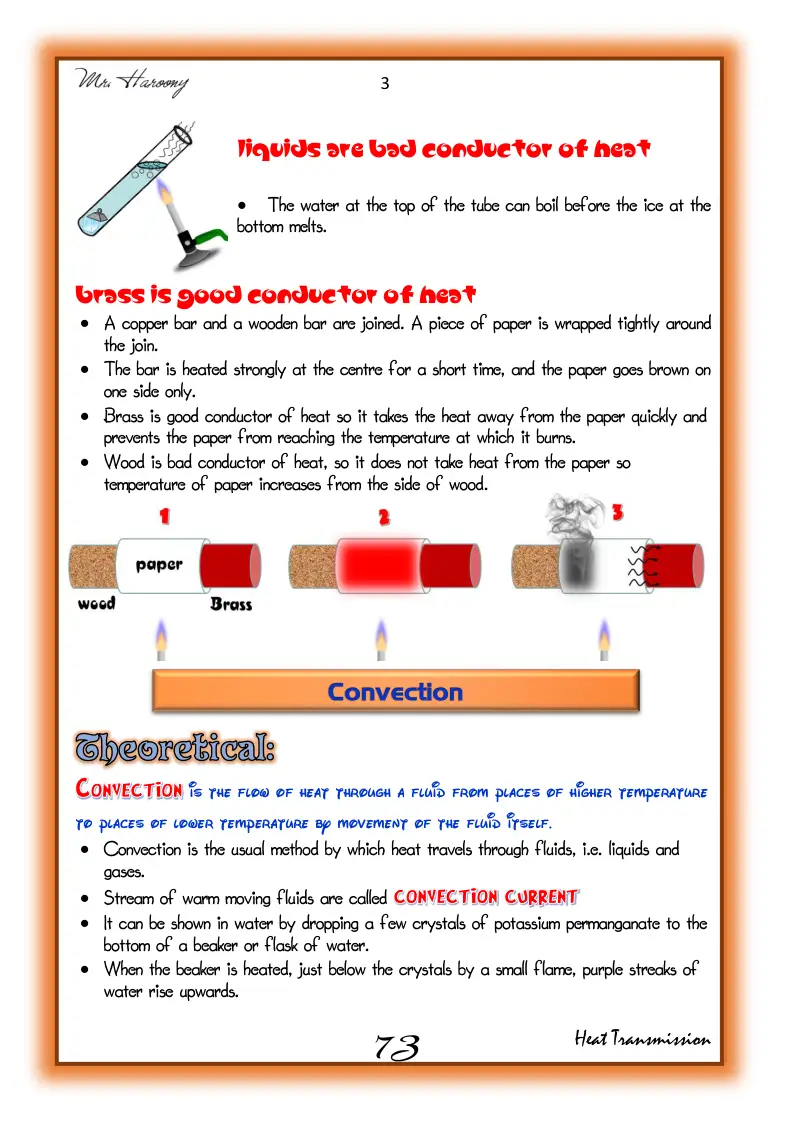 Mr. Haroony
3
liquids are bad conductor of heat
• The water at the top of the tube can boil before the ice at the
bottom melts.
brass is good conductor of heat
• A copper bar and a wooden bar are joined. A piece of paper is wrapped tightly around
the join.
• The bar is heated strongly at the centre for a short time, and the paper goes brown on
one side only.
• Brass is good conductor of heat so it takes the heat away from the paper quickly and
prevents the paper from reaching the temperature at which it burns.
• Wood is bad conductor of heat, so it does not take heat from the paper so
temperature of paper increases from the side of wood.
1 2 3
paper
wood Brass
Convection
Theoretical:
Convection is the flow of heat through a fluid from places of higher temperature
to places of lower temperature by movement of the fluid itself.
• Convection is the usual method by which heat travels through fluids, i.e. liquids and
gases.
• Stream of warm moving fluids are called CONVECTION CURRENT
• It can be shown in water by dropping a few crystals of potassium permanganate to the
bottom of a beaker or flask of water.
• When the beaker is heated, just below the crystals by a small flame, purple streaks of
water rise upwards.
73
Heat Transmission